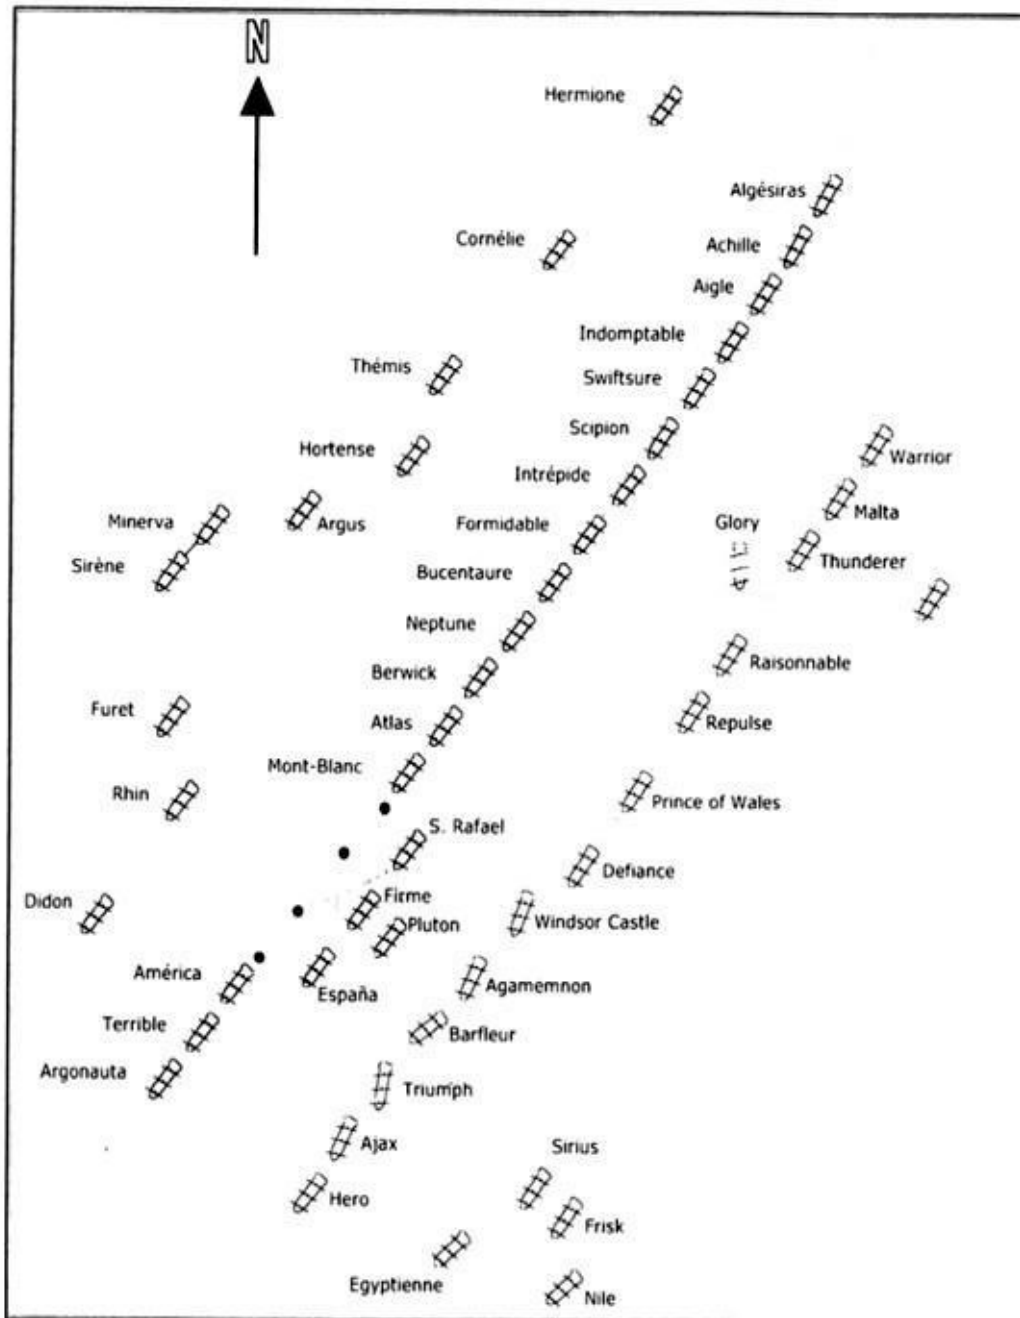 N
Hermione
Algésiras
Cornélie
Achille
Aigle
Indomptable
Thémis
Swiftsure
Scipion
Hortense
Warrior
Intrépide
Malta
Minerva
Argus
Formidable
Glory
Sirène
Thunderer
Bucentaure
Neptune
Raisonnable
Berwick
Furet
Atlas
Repulse
Mont-Blanc
Rhin
Prince of Wales
S. Rafael
Defiance
Didon
Firme
Windsor Castle
Pluton
América
España
Agamemnon
Terrible
Barfleur
Argonauta
Triumph
Ajax
Sirius
Hero
Frisk
Egyptienne
Nile